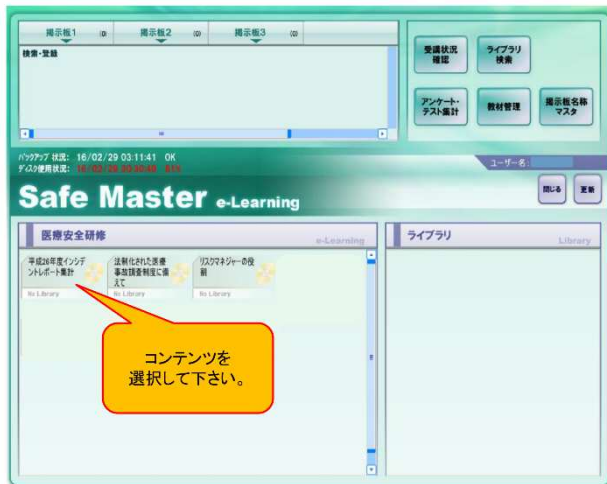 掲示板1 (0) 掲示板2 (0) 掲示板3 (0)
検索・登録
受講状況
確認
ライブラリ
検索
アンケート・
テスト集計
教材管理
掲示板名称
マスタ
バックアップ 状況: 16/02/29 03:11:41 OK
ディスク使用状況:
ユーザー名:
Safe Master e-Learning
閉じる 更新
医療安全研修 e-Learning
平成26年度インシデ
ントレポート集計
No Library
法制化された医療
事故調査制度に備
えて
No Library
リスクマネジャーの役
割
No Library
コンテンツを
選択して下さい。
ライブラリ Library